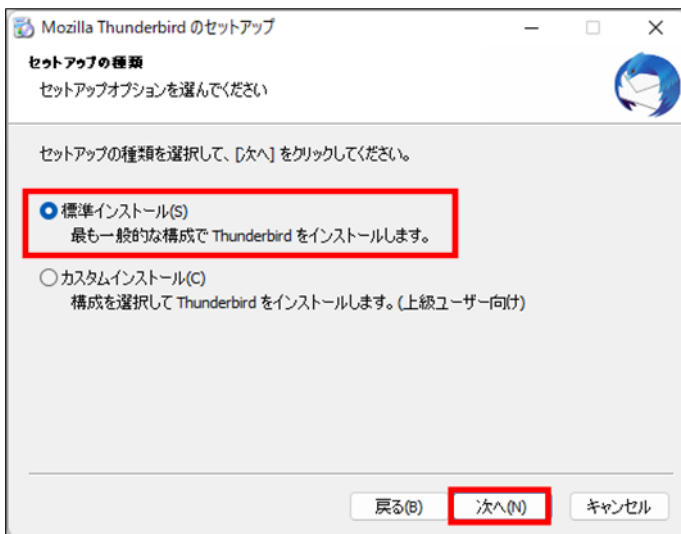 Mozilla Thunderbird のセットアップ
セットアップの種類
セットアップオプションを選んでください
セットアップの種類を選択して、[次へ] をクリックしてください。
標準インストール(S)
最も一般的な構成で Thunderbird をインストールします。
カスタムインストール(C)
構成を選択して Thunderbird をインストールします。(上級ユーザー向け)
戻る(B) 次へ(N) キャンセル